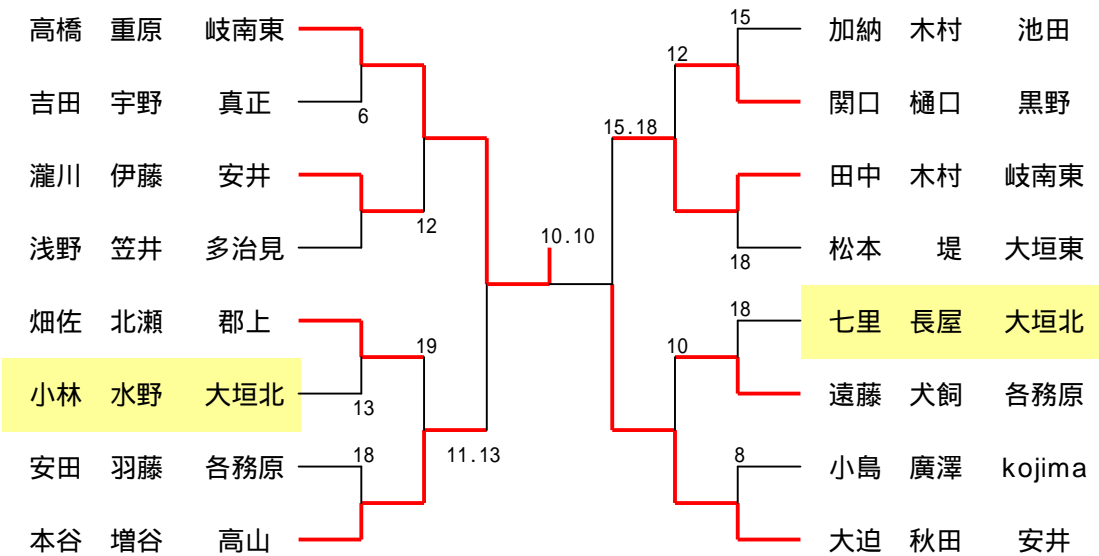 高橋 重原 岐南東
6
吉田 宇野 真正
瀧川 伊藤 安井
12
浅野 笠井 多治見
畑佐 北瀬 郡上
19
小林 水野 大垣北
13
安田 羽藤 各務原
18
11.13
本谷 増谷 高山
10.10
15
加納 木村 池田
12
関口 樋口 黒野
15.18
田中 木村 岐南東
松本 堤 大垣東
18
18
七里 長屋 大垣北
10
遠藤 犬飼 各務原
8
小島 廣澤 kojima
大迫 秋田 安井